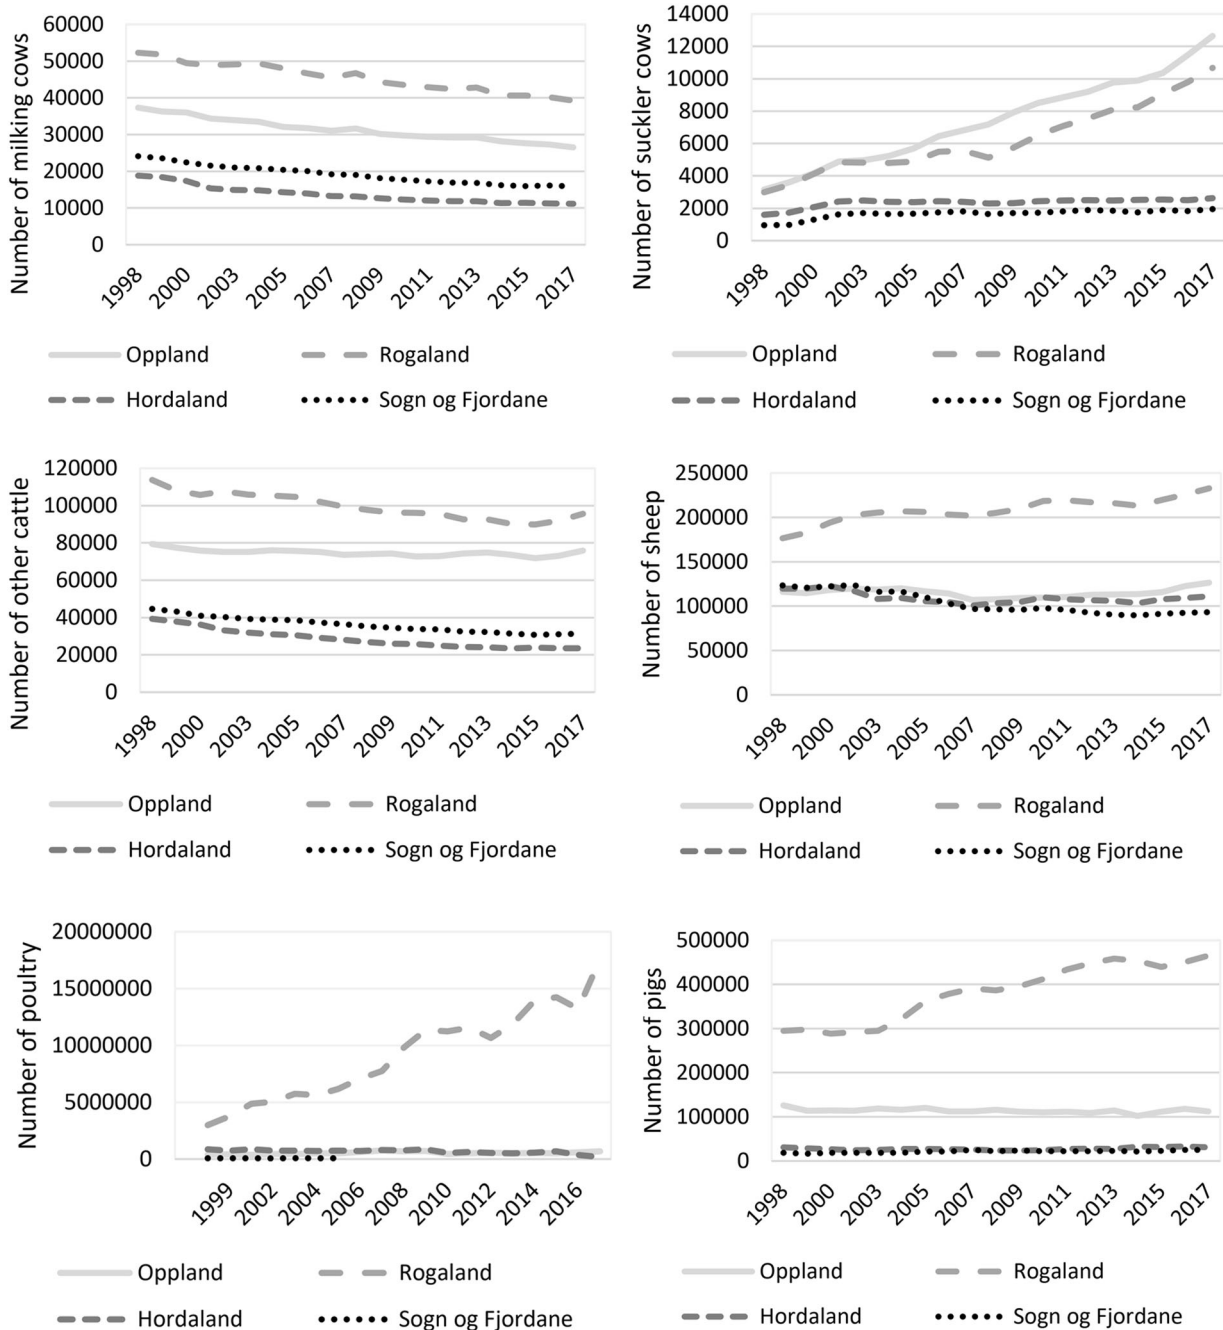 Number of milking cows
60000
50000
40000
30000
20000
10000
0
1998 2000 2003 2005 2007 2009 2011 2013 2015 2017
Oppland Rogaland
Hordaland Sogn og Fjordane
Number of suckler cows
14000
12000
10000
8000
6000
4000
2000
0
1998 2000 2003 2005 2007 2009 2011 2013 2015 2017
Oppland Rogaland
Hordaland Sogn og Fjordane
Number of other cattle
120000
100000
80000
60000
40000
20000
0
1998 2000 2003 2005 2007 2009 2011 2013 2015 2017
Oppland Rogaland
Hordaland Sogn og Fjordane
Number of sheep
250000
200000
150000
100000
50000
0
1998 2000 2003 2005 2007 2009 2011 2013 2015 2017
Oppland Rogaland
Hordaland Sogn og Fjordane
Number of poultry
20000000
15000000
10000000
5000000
0
1999 2002 2004 2006 2008 2010 2012 2014 2016
Oppland Rogaland
Hordaland Sogn og Fjordane
Number of pigs
500000
400000
300000
200000
100000
0
1998 2000 2003 2005 2007 2009 2011 2013 2015 2017
Oppland Rogaland
Hordaland Sogn og Fjordane